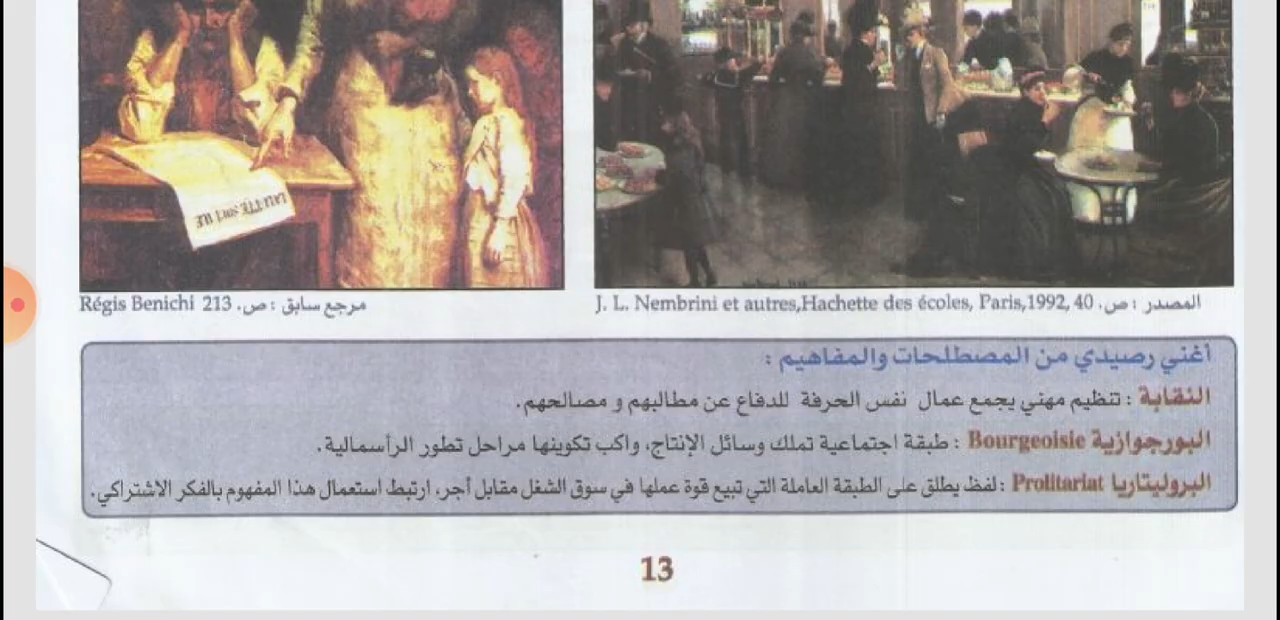 مرجع سابق : ص. 213 Régis Benichi
المصدر : ص. 40 J. L. Nembrini et autres,Hachette des écoles, Paris,1992,
أغني رصيدي من المصطلحات والمفاهيم :
النقابة : تنظيم مهني يجمع عمال نفس الحرفة للدفاع عن مطالبهم و مصالحهم.
البورجوازية Bourgeoisie : طبقة اجتماعية تملك وسائل الإنتاج، واكب تكوينها مراحل تطور الرأسمالية.
البروليتاريا Prolitariat : لفظ يطلق على الطبقة العاملة التي تبيع قوة عملها في سوق الشغل مقابل أجر، ارتبط استعمال هذا المفهوم بالفكر الاشتراكي.
13